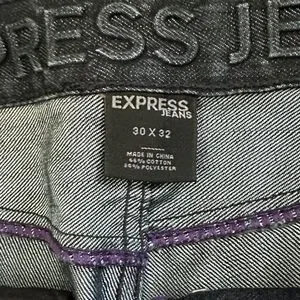 PRESS JE
EXPRESS
JEANS
30 X 32
MADE IN CHINA
COTTON
POLYESTER